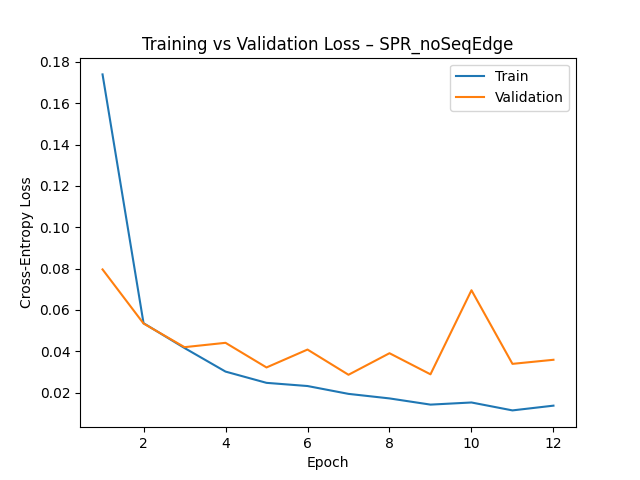 Training vs Validation Loss – SPR_noSeqEdge
Train
Validation
Cross-Entropy Loss
0.18
0.16
0.14
0.12
0.10
0.08
0.06
0.04
0.02
2 4 6 8 10 12
Epoch